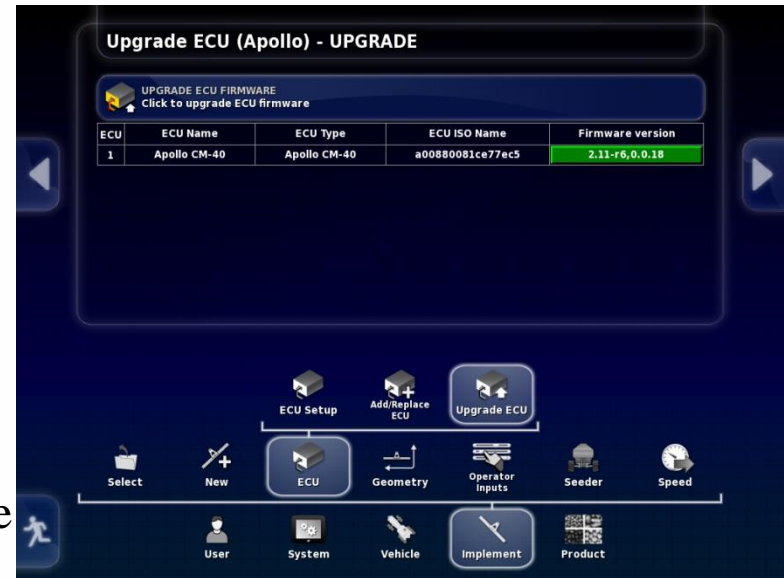 Upgrade ECU (Apollo) - UPGRADE
UPGRADE ECU FIRMWARE
Click to upgrade ECU firmware
ECU ECU Name ECU Type ECU ISO Name Firmware version
1 Apollo CM-40 Apollo CM-40 a00880081ce77ec5 2.11-r6,0.0.18
ECU Setup Add/Replace ECU Upgrade ECU
Select New ECU Geometry Operator Inputs Seeder Speed
e
User System Vehicle Implement Product